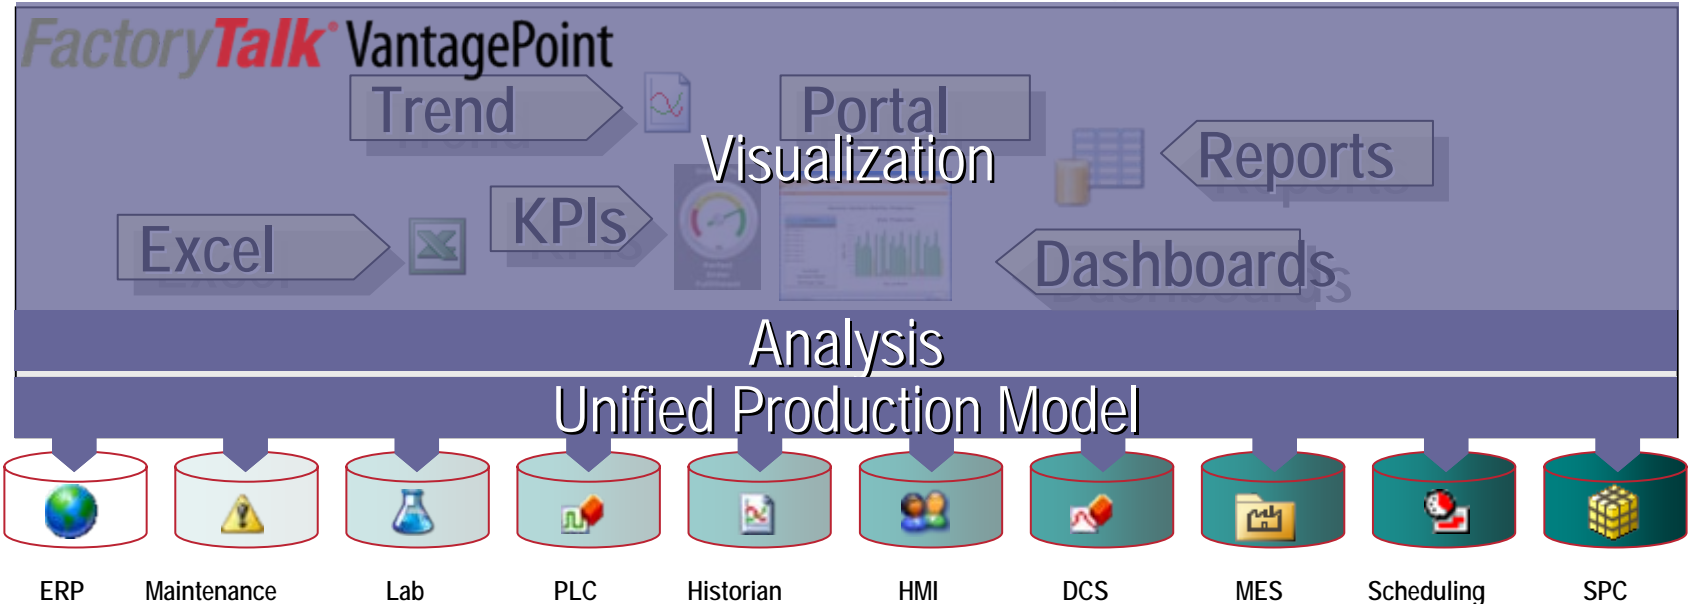 FactoryTalk VantagePoint
Trend
Portal
Visualization
Reports
KPIs
Excel
Dashboards
Analysis
Unified Production Model
ERP Maintenance Lab PLC Historian HMI DCS MES Scheduling SPC